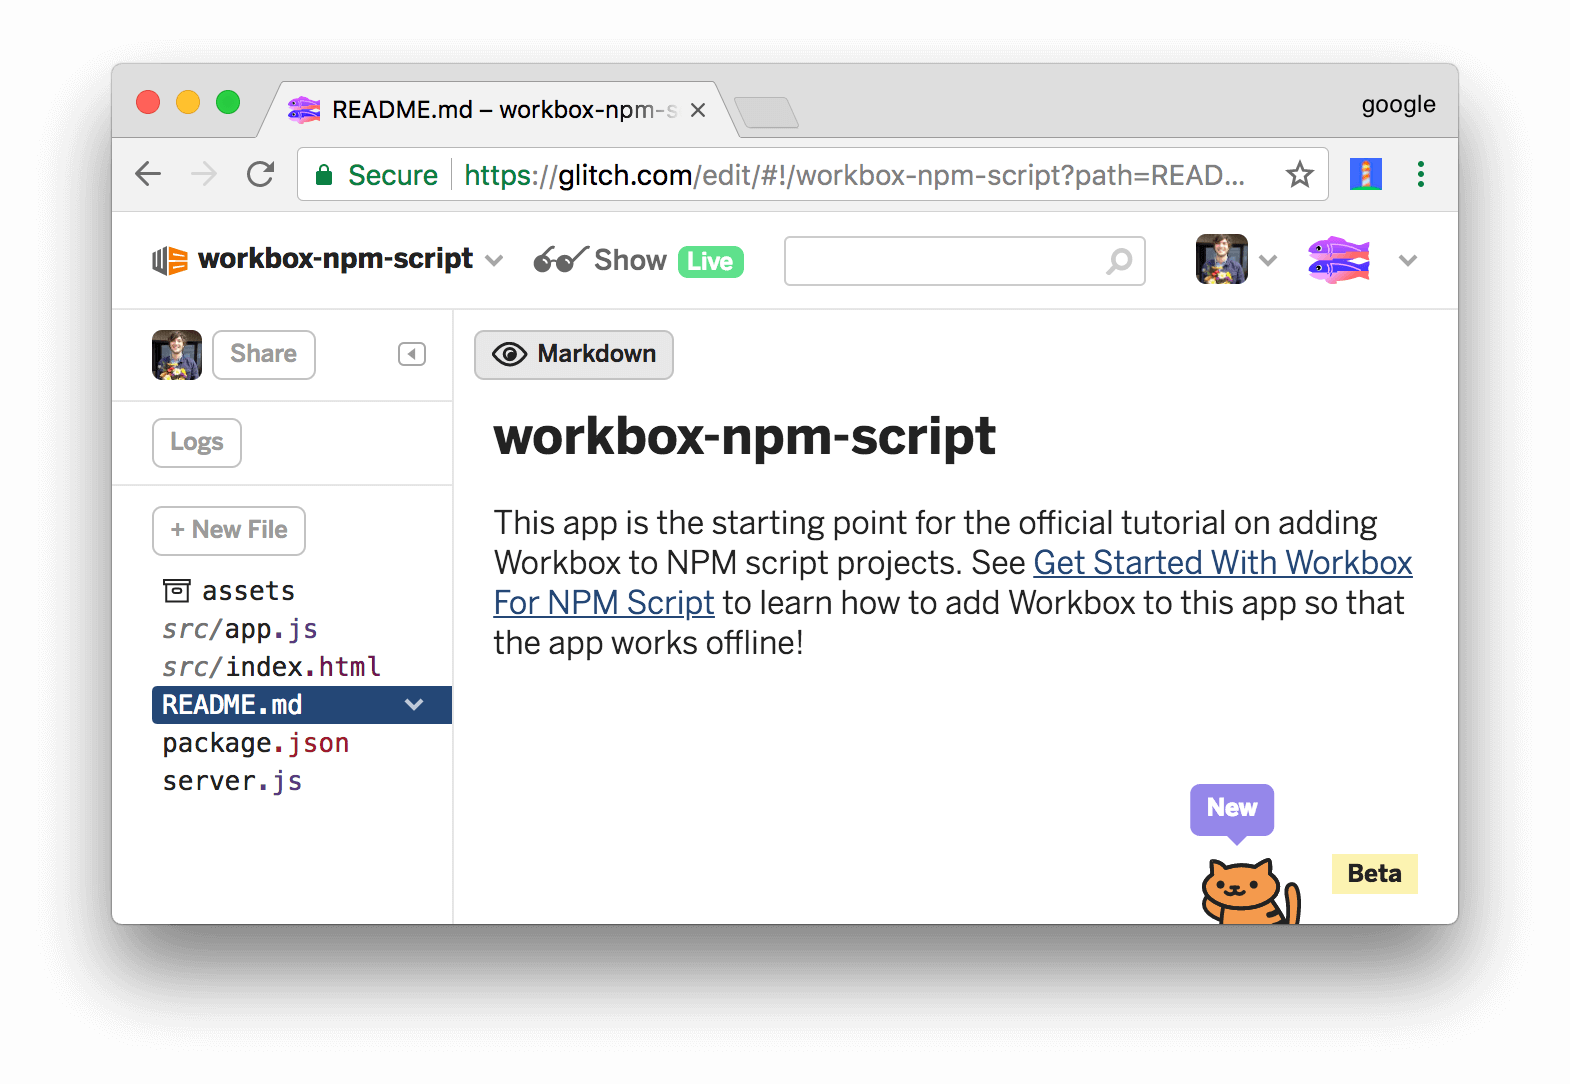 README.md – workbox-npm-s
google
Secure
https://glitch.com/edit/#!/workbox-npm-script?path=READ...
workbox-npm-script
Show
Live
Share
Markdown
Logs
+ New File
assets
src/app.js
src/index.html
README.md
package.json
server.js
workbox-npm-script
This app is the starting point for the official tutorial on adding
Workbox to NPM script projects. See Get Started With Workbox
For NPM Script to learn how to add Workbox to this app so that
the app works offline!
New
Beta